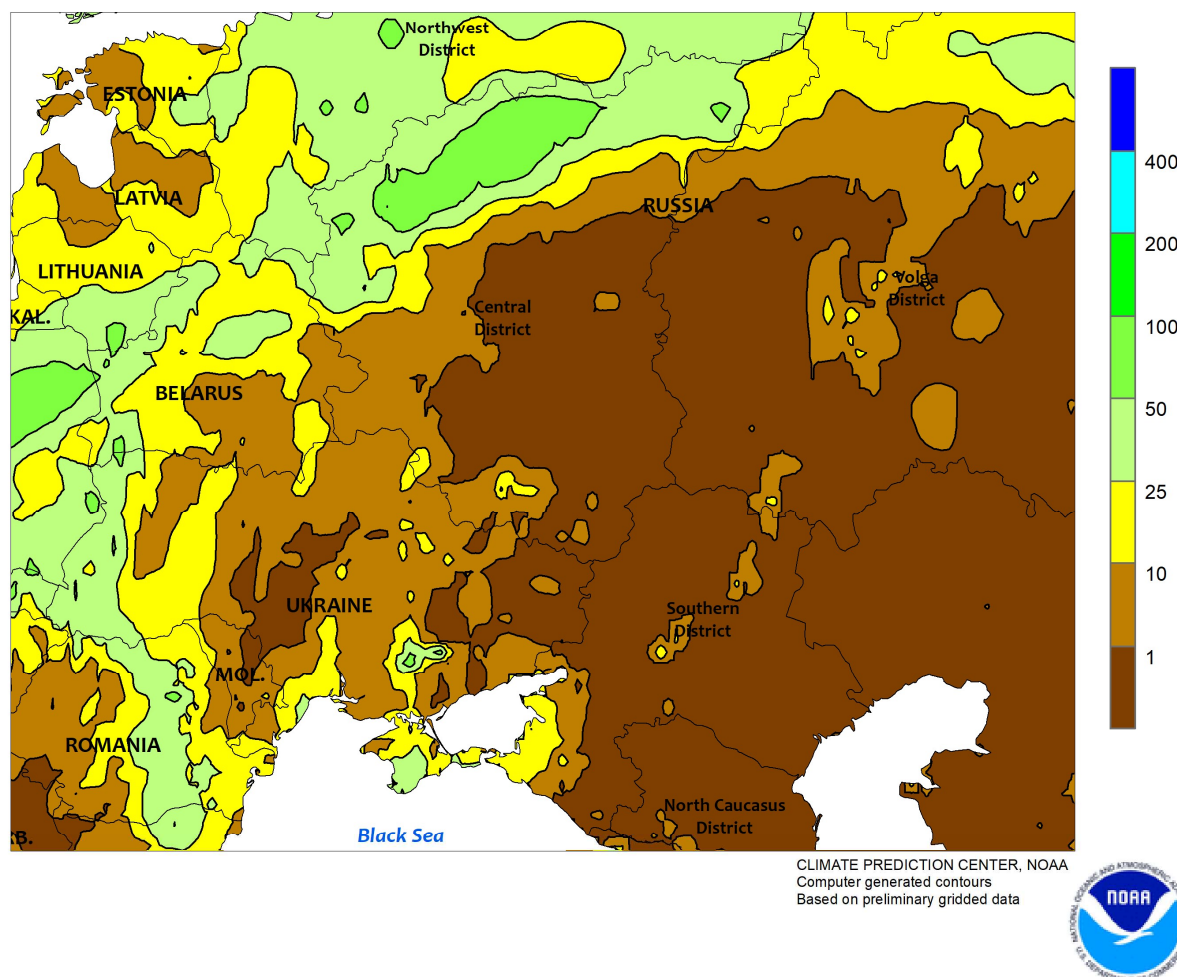 Northwest
District
ESTONIA
400
LATVIA
RUSSIA
200
LITHUANIA
Volga
District
KAL.
Central
District
100
BELARUS
50
25
10
UKRAINE
Southern
District
1
MOL.
ROMANIA
North Caucasus
District
Black Sea
B.
CLIMATE PREDICTION CENTER, NOAA
Computer generated contours
Based on preliminary gridded data
NOAA